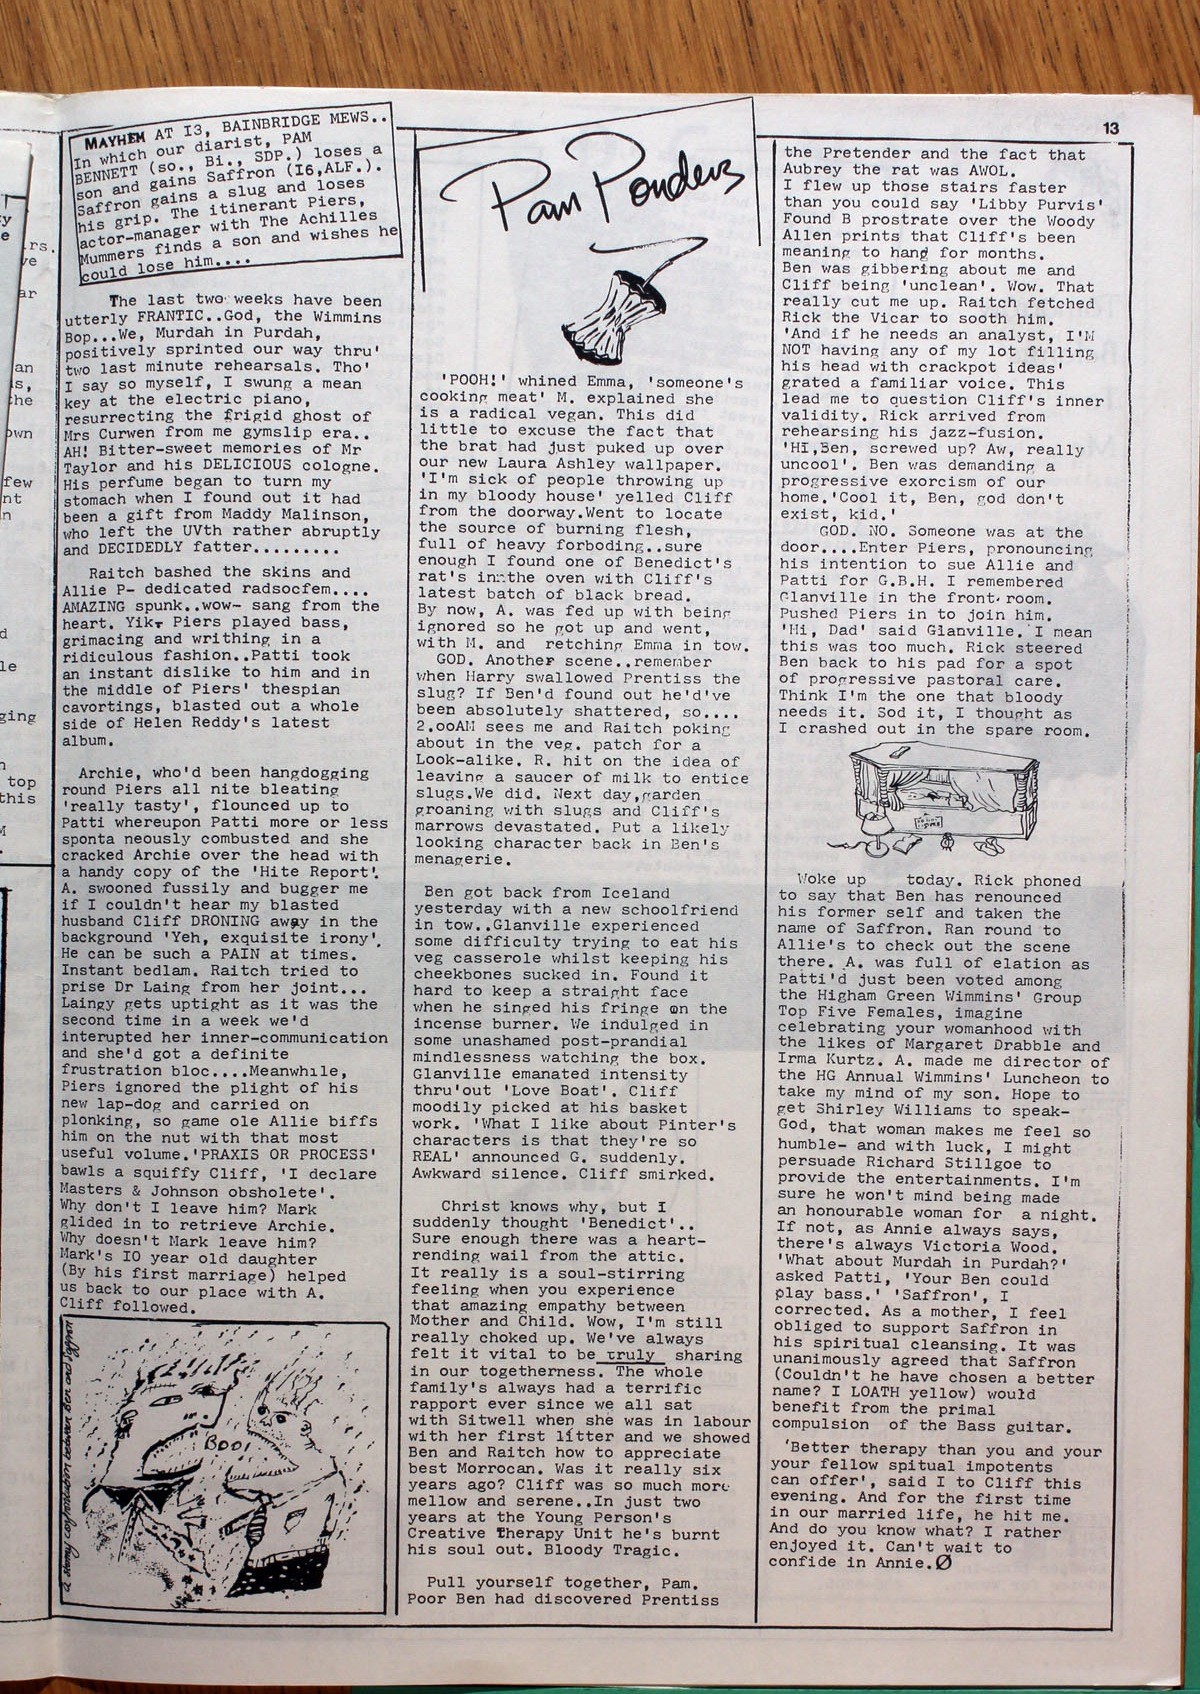 13
MAYHEM AT I3, BAINBRIDGE MEWS..
In which our diarist, PAM
BENNETT (so., Bi., SDP.) loses a
son and gains Saffron (I6,ALF.).
Saffron gains a slug and loses
his grip. The itinerant Piers,
actor-manager with The Achilles
Mummers finds a son and wishes he
could lose him....
The last two weeks have been
utterly FRANTIC..God, the Wimmins
Bop...We, Murdah in Purdah,
positively sprinted our way thru'
two last minute rehearsals. Tho'
I say so myself, I swung a mean
key at the electric piano,
resurrecting the frigid ghost of
Mrs Curwen from me gymslip era..
AH! Bitter-sweet memories of Mr
Taylor and his DELICIOUS cologne.
His perfume began to turn my
stomach when I found out it had
been a gift from Maddy Malinson,
who left the UVth rather abruptly
and DECIDEDLY fatter.........
Raitch bashed the skins and
Allie P- dedicated radsocfem....
AMAZING spunk..wow- sang from the
heart. Yik- Piers played bass,
grimacing and writhing in a
ridiculous fashion..Patti took
an instant dislike to him and in
the middle of Piers' thespian
cavortings, blasted out a whole
side of Helen Reddy's latest
album.
Archie, who'd been hangdogging
round Piers all nite bleating
'really tasty', flounced up to
Patti whereupon Patti more or less
sponta neously combusted and she
cracked Archie over the head with
a handy copy of the 'Hite Report'.
A. swooned fussily and bugger me
if I couldn't hear my blasted
husband Cliff DRONING away in the
background 'Yeh, exquisite irony'.
He can be such a PAIN at times.
Instant bedlam. Raitch tried to
prise Dr Laing from her joint...
Laingy gets uptight as it was the
second time in a week we'd
interupted her inner-communication
and she'd got a definite
frustration bloc....Meanwhile,
Piers ignored the plight of his
new lap-dog and carried on
plonking, so game ole Allie biffs
him on the nut with that most
useful volume.'PRAXIS OR PROCESS'
bawls a squiffy Cliff, 'I declare
Masters & Johnson obsholete'.
Why don't I leave him? Mark
glided in to retrieve Archie.
Why doesn't Mark leave him?
Mark's IO year old daughter
(By his first marriage) helped
us back to our place with A.
Cliff followed.
a stormy confrontation between Ben and Saffron
BOO!
Pam Ponders
'POOH!' whined Emma, 'someone's
cooking meat' M. explained she
is a radical vegan. This did
little to excuse the fact that
the brat had just puked up over
our new Laura Ashley wallpaper.
'I'm sick of people throwing up
in my bloody house' yelled Cliff
from the doorway.Went to locate
the source of burning flesh,
full of heavy forboding..sure
enough I found one of Benedict's
rat's in the oven with Cliff's
latest batch of black bread.
By now, A. was fed up with being
ignored so he got up and went,
with M. and retching Emma in tow.
GOD. Another scene..remember
when Harry swallowed Prentiss the
slug? If Ben'd found out he'd've
been absolutely shattered, so....
2.ooAM sees me and Raitch poking
about in the veg. patch for a
Look-alike. R. hit on the idea of
leaving a saucer of milk to entice
slugs.We did. Next day,garden
groaning with slugs and Cliff's
marrows devastated. Put a likely
looking character back in Ben's
menagerie.
Ben got back from Iceland
yesterday with a new schoolfriend
in tow..Glanville experienced
some difficulty trying to eat his
veg casserole whilst keeping his
cheekbones sucked in. Found it
hard to keep a straight face
when he singed his fringe on the
incense burner. We indulged in
some unashamed post-prandial
mindlessness watching the box.
Glanville emanated intensity
thru'out 'Love Boat'. Cliff
moodily picked at his basket
work. 'What I like about Pinter's
characters is that they're so
REAL' announced G. suddenly.
Awkward silence. Cliff smirked.
Christ knows why, but I
suddenly thought 'Benedict'..
Sure enough there was a heart-
rending wail from the attic.
It really is a soul-stirring
feeling when you experience
that amazing empathy between
Mother and Child. Wow, I'm still
really choked up. We've always
felt it vital to be truly sharing
in our togetherness. The whole
family's always had a terrific
rapport ever since we all sat
with Sitwell when she was in labour
with her first litter and we showed
Ben and Raitch how to appreciate
best Morrocan. Was it really six
years ago? Cliff was so much more
mellow and serene..In just two
years at the Young Person's
Creative Therapy Unit he's burnt
his soul out. Bloody Tragic.
Pull yourself together, Pam.
Poor Ben had discovered Prentiss
the Pretender and the fact that
Aubrey the rat was AWOL.
I flew up those stairs faster
than you could say 'Libby Purvis'
Found B prostrate over the Woody
Allen prints that Cliff's been
meaning to hang for months.
Ben was gibbering about me and
Cliff being 'unclean'. Wow. That
really cut me up. Raitch fetched
Rick the Vicar to sooth him.
'And if he needs an analyst, I'M
NOT having any of my lot filling
his head with crackpot ideas'
grated a familiar voice. This
lead me to question Cliff's inner
validity. Rick arrived from
rehearsing his jazz-fusion.
'HI,Ben, screwed up? Aw, really
uncool'. Ben was demanding a
progressive exorcism of our
home.'Cool it, Ben, god don't
exist, kid.'
GOD. NO. Someone was at the
door....Enter Piers, pronouncing
his intention to sue Allie and
Patti for G.B.H. I remembered
Glanville in the front room.
Pushed Piers in to join him.
'Hi, Dad' said Glanville. I mean
this was too much. Rick steered
Ben back to his pad for a spot
of progressive pastoral care.
Think I'm the one that bloody
needs it. Sod it, I thought as
I crashed out in the spare room.
Woke up today. Rick phoned
to say that Ben has renounced
his former self and taken the
name of Saffron. Ran round to
Allie's to check out the scene
there. A. was full of elation as
Patti'd just been voted among
the Higham Green Wimmins' Group
Top Five Females, imagine
celebrating your womanhood with
the likes of Margaret Drabble and
Irma Kurtz. A. made me director of
the HG Annual Wimmins' Luncheon to
take my mind of my son. Hope to
get Shirley Williams to speak-
God, that woman makes me feel so
humble- and with luck, I might
persuade Richard Stillgoe to
provide the entertainments. I'm
sure he won't mind being made
an honourable woman for a night.
If not, as Annie always says,
there's always Victoria Wood.
'What about Murdah in Purdah?'
asked Patti, 'Your Ben could
play bass.' 'Saffron', I
corrected. As a mother, I feel
obliged to support Saffron in
his spiritual cleansing. It was
unanimously agreed that Saffron
(Couldn't he have chosen a better
name? I LOATH yellow) would
benefit from the primal
compulsion of the Bass guitar.
'Better therapy than you and your
your fellow spitual impotents
can offer', said I to Cliff this
evening. And for the first time
in our married life, he hit me.
And do you know what? I rather
enjoyed it. Can't wait to
confide in Annie.Ø